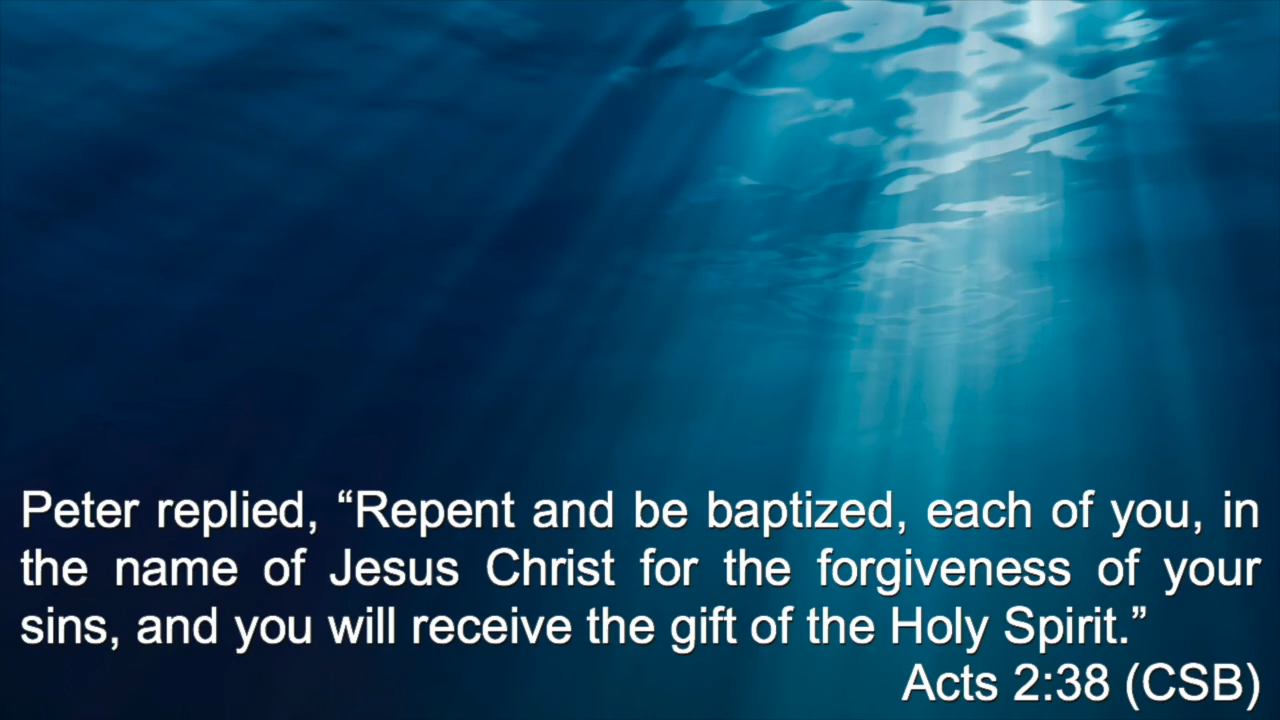 Peter replied, “Repent and be baptized, each of you, in
the name of Jesus Christ for the forgiveness of your
sins, and you will receive the gift of the Holy Spirit.”
Acts 2:38 (CSB)